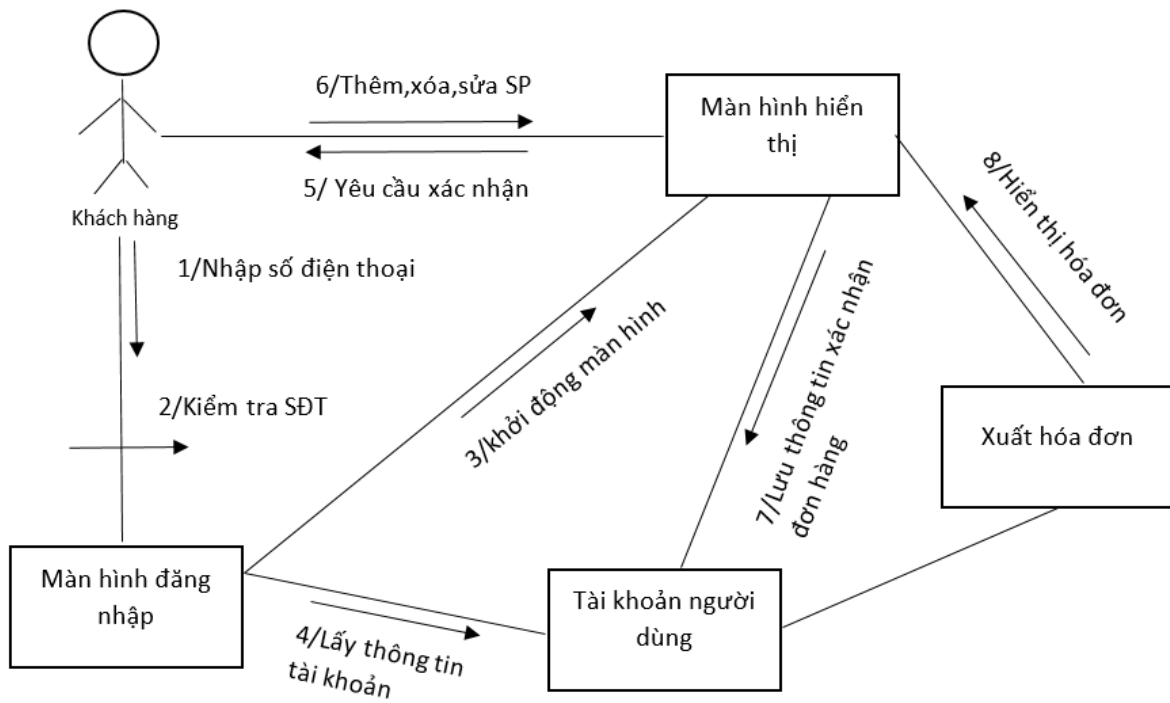 6/Thêm,xóa,sửa SP
Màn hình hiển
thị
5/ Yêu cầu xác nhận
8/Hiển thị hóa đơn
Khách hàng
1/Nhập số điện thoại
3/khởi động màn hình
7/Lưu thông tin xác nhận
đơn hàng
2/Kiểm tra SĐT
Xuất hóa đơn
Màn hình đăng
nhập
Tài khoản người
dùng
4/Lấy thông tin
tài khoản